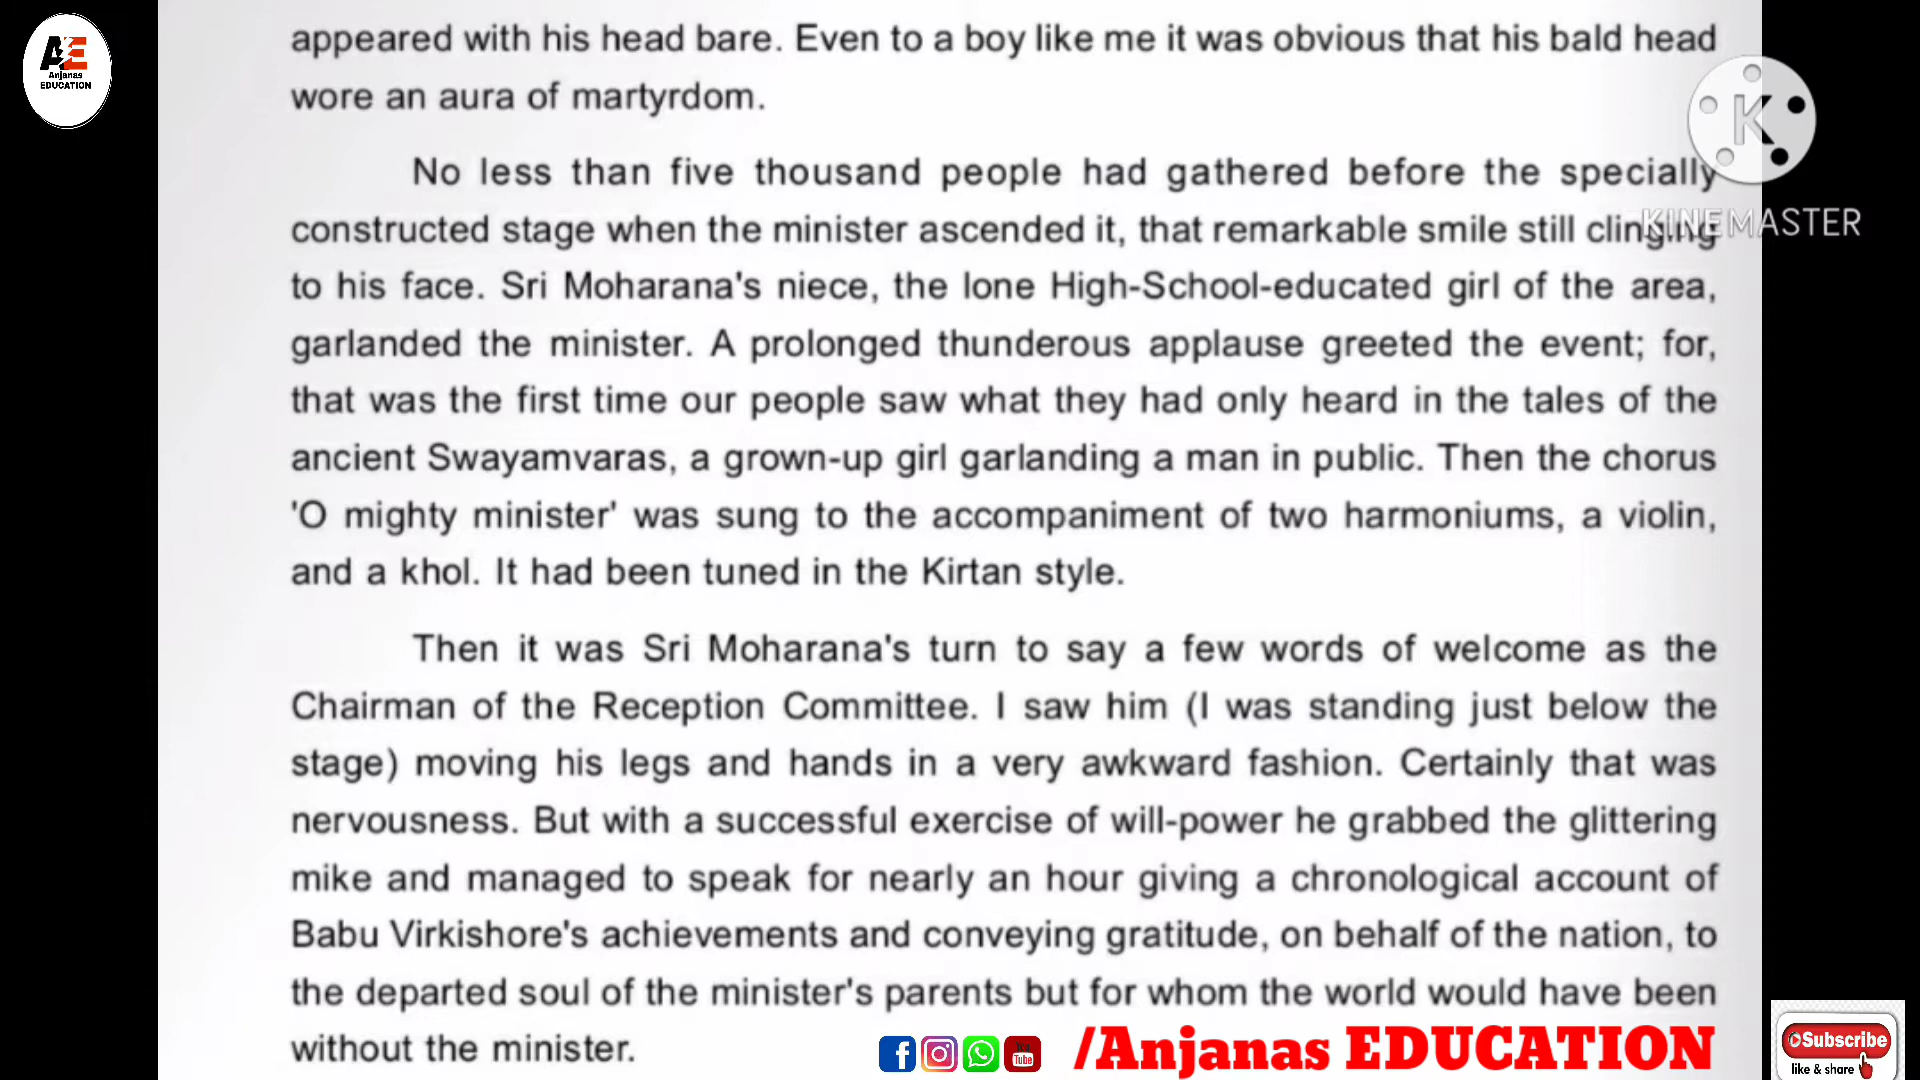 appeared with his head bare. Even to a boy like me it was obvious that his bald head
wore an aura of martyrdom.
No less than five thousand people had gathered before the specially
constructed stage when the minister ascended it, that remarkable smile still clinging
to his face. Sri Moharana's niece, the lone High-School-educated girl of the area,
garlanded the minister. A prolonged thunderous applause greeted the event; for,
that was the first time our people saw what they had only heard in the tales of the
ancient Swayamvaras, a grown-up girl garlanding a man in public. Then the chorus
'O mighty minister' was sung to the accompaniment of two harmoniums, a violin,
and a khol. It had been tuned in the Kirtan style.
Then it was Sri Moharana's turn to say a few words of welcome as the
Chairman of the Reception Committee. I saw him (I was standing just below the
stage) moving his legs and hands in a very awkward fashion. Certainly that was
nervousness. But with a successful exercise of will-power he grabbed the glittering
mike and managed to speak for nearly an hour giving a chronological account of
Babu Virkishore's achievements and conveying gratitude, on behalf of the nation, to
the departed soul of the minister's parents but for whom the world would have been
without the minister.
AE
Anjanas
EDUCATION
K
KINEMASTER
f
You
Tube
/Anjanas EDUCATION
Subscribe
like & share